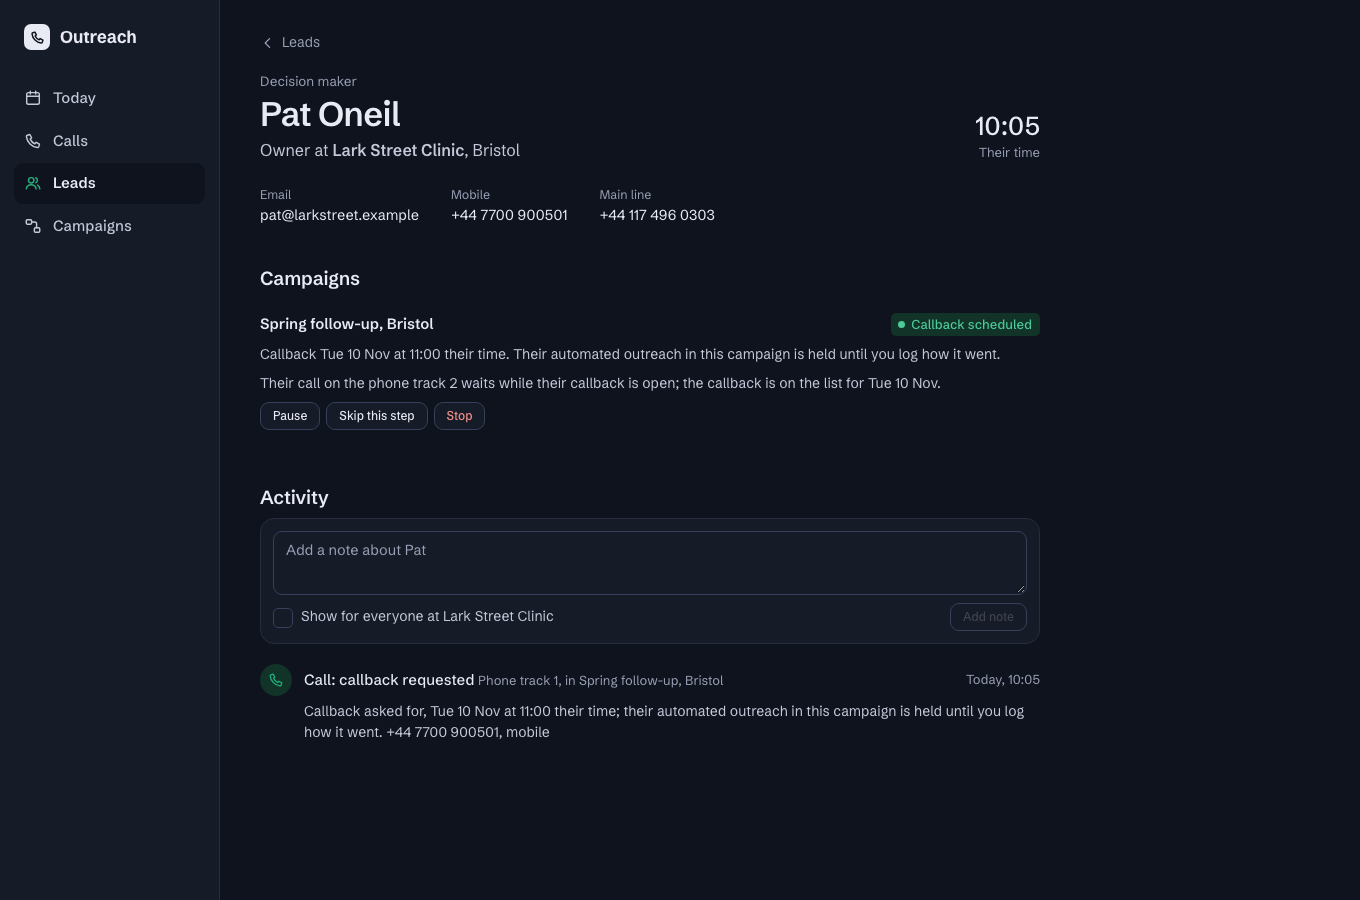 Outreach
Today
Calls
Leads
Campaigns
Leads
Decision maker
Pat Oneil
Owner at Lark Street Clinic, Bristol
10:05
Their time
Email
pat@larkstreet.example
Mobile
+44 7700 900501
Main line
+44 117 496 0303
Campaigns
Spring follow-up, Bristol
Callback scheduled
Callback Tue 10 Nov at 11:00 their time. Their automated outreach in this campaign is held until you log how it went.
Their call on the phone track 2 waits while their callback is open; the callback is on the list for Tue 10 Nov.
Pause
Skip this step
Stop
Activity
Add a note about Pat
Show for everyone at Lark Street Clinic
Add note
Call: callback requested Phone track 1, in Spring follow-up, Bristol
Today, 10:05
Callback asked for, Tue 10 Nov at 11:00 their time; their automated outreach in this campaign is held until you log
how it went. +44 7700 900501, mobile